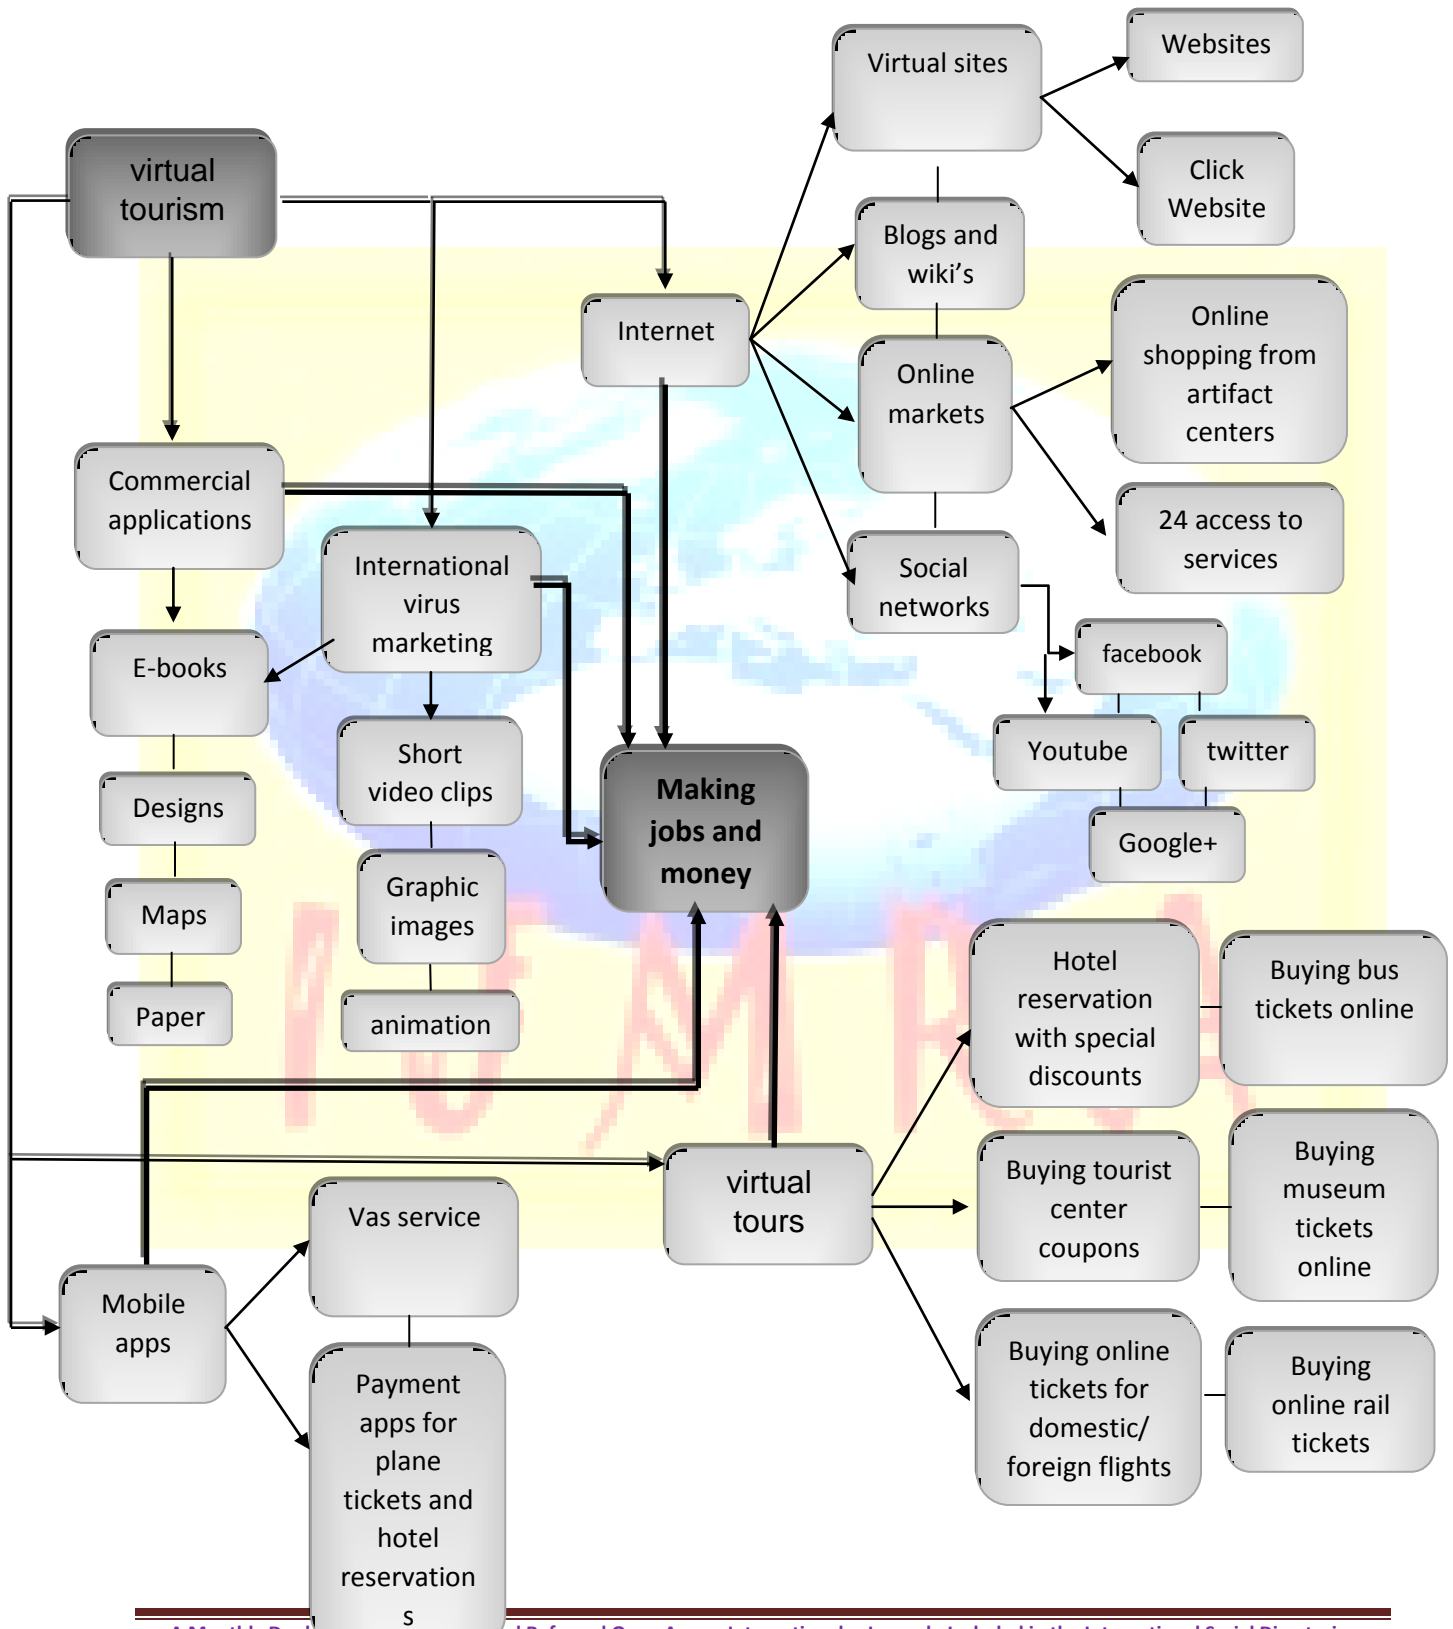 virtual
tourism
Virtual sites
Websites
Click
Website
Blogs and
wiki's
Internet
Online
markets
Online
shopping from
artifact
centers
24 access to
services
Social
networks
facebook
Youtube
twitter
Google+
Commercial
applications
International
virus
marketing
E-books
Designs
Maps
Paper
Short
video clips
Graphic
images
animation
Making
jobs and
money
Hotel
reservation
with special
discounts
Buying bus
tickets online
virtual
tours
Buying tourist
center
coupons
Buying
museum
tickets
online
Buying online
tickets for
domestic/
foreign flights
Buying
online rail
tickets
Mobile
apps
Vas service
Payment
apps for
plane
tickets and
hotel
reservation
s
IJMRA